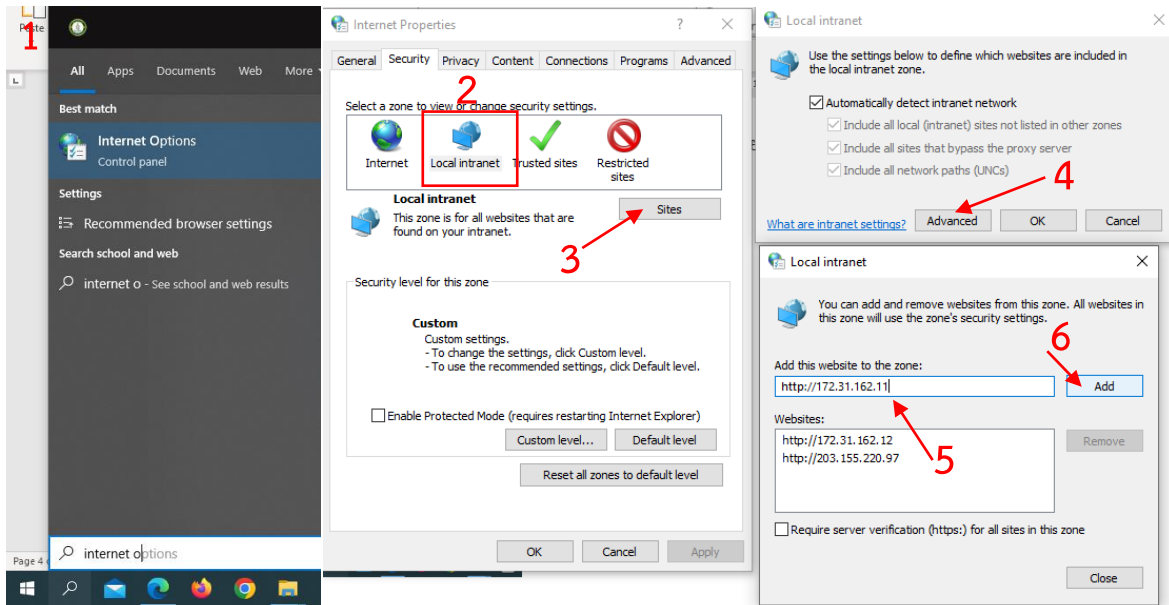 Paste
1
All Apps Documents Web More
Best match
Internet Options
Control panel
Settings
Recommended browser settings
Search school and web
internet o - See school and web results
Page 4
internet options
Internet Properties
General Security Privacy Content Connections Programs Advanced
2
Select a zone to view or change security settings.
Internet Local intranet Trusted sites Restricted
sites
Local intranet
Sites
This zone is for all websites that are
found on your intranet.
3
Security level for this zone
Custom
Custom settings.
- To change the settings, click Custom level.
- To use the recommended settings, click Default level.
Enable Protected Mode (requires restarting Internet Explorer)
Custom level... Default level
Reset all zones to default level
OK Cancel Apply
Local intranet
Use the settings below to define which websites are included in
the local intranet zone.
Automatically detect intranet network
Include all local (intranet) sites not listed in other zones
Include all sites that bypass the proxy server
Include all network paths (UNCs)
4
What are intranet settings? Advanced OK Cancel
Local intranet
You can add and remove websites from this zone. All websites in
this zone will use the zone's security settings.
6
Add this website to the zone:
http://172.31.162.11 Add
Websites:
http://172.31.162.12
http://203.155.220.97
Remove
5
Require server verification (https:) for all sites in this zone
Close